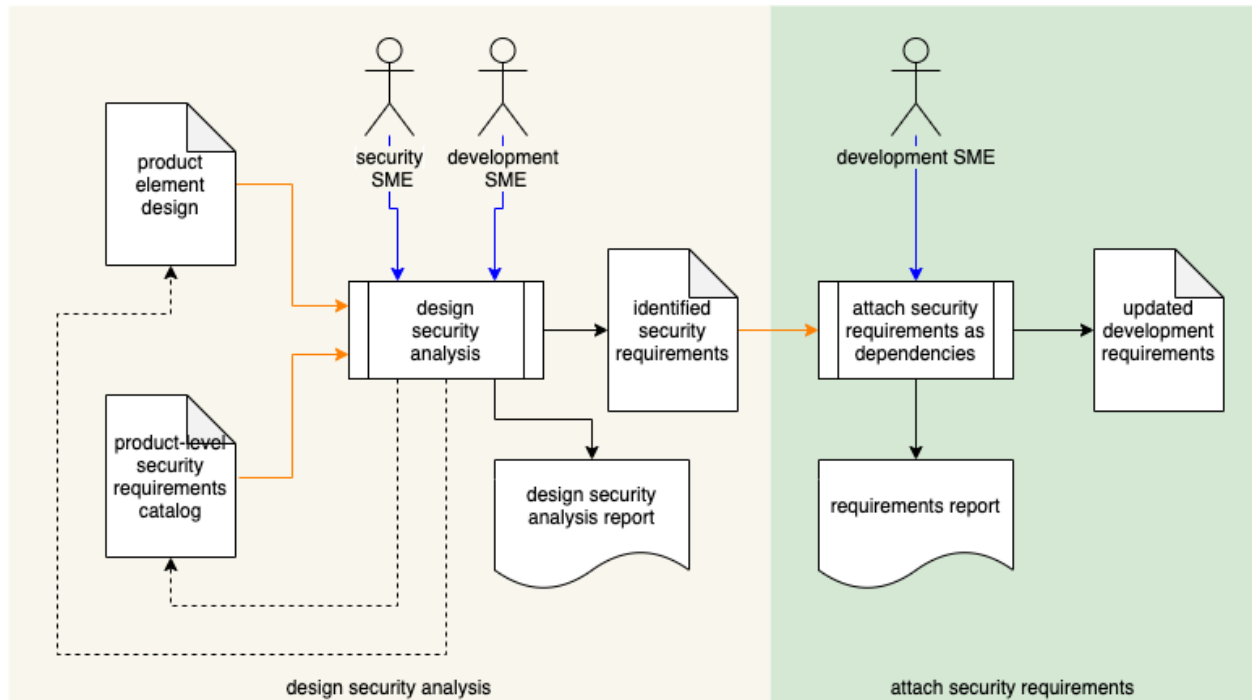 security
SME
development
SME
development SME
product
element
design
design
security
analysis
identified
security
requirements
attach security
requirements as
dependencies
updated
development
requirements
product-level
security
requirements
catalog
design security
analysis report
requirements report
design security analysis
attach security requirements